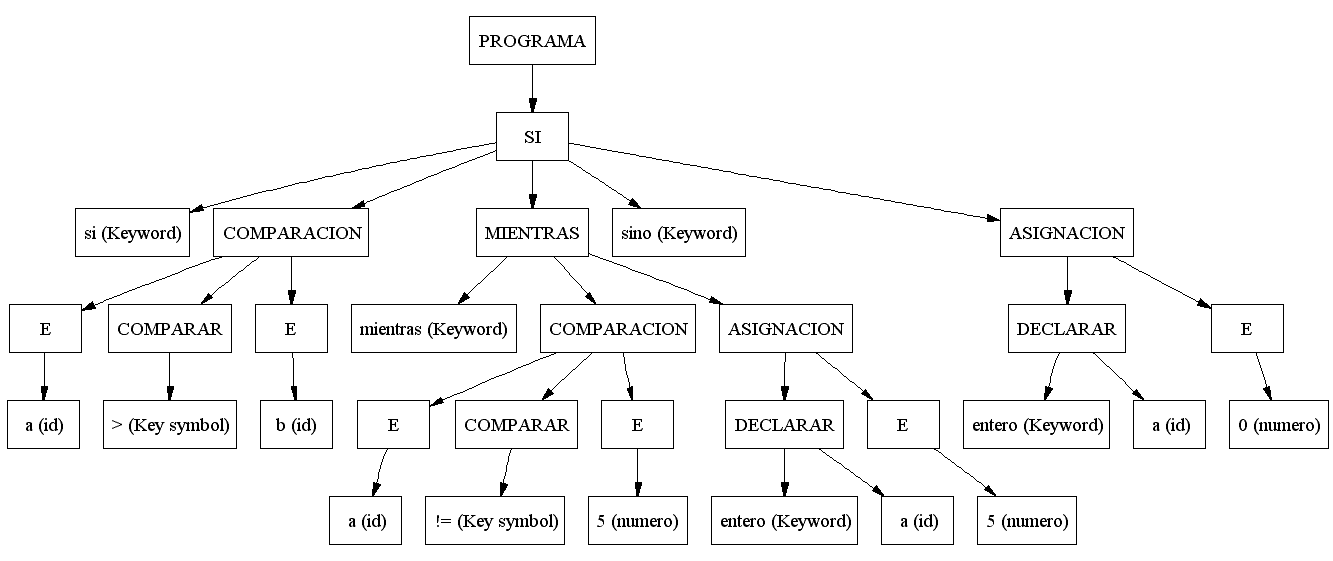 PROGRAMA
SI
si (Keyword)
COMPARACION
MIENTRAS
sino (Keyword)
ASIGNACION
E
COMPARAR
E
mientras (Keyword)
COMPARACION
ASIGNACION
DECLARAR
E
a (id)
> (Key symbol)
b (id)
E
COMPARAR
E
DECLARAR
E
entero (Keyword)
a (id)
0 (numero)
a (id)
!= (Key symbol)
5 (numero)
entero (Keyword)
a (id)
5 (numero)